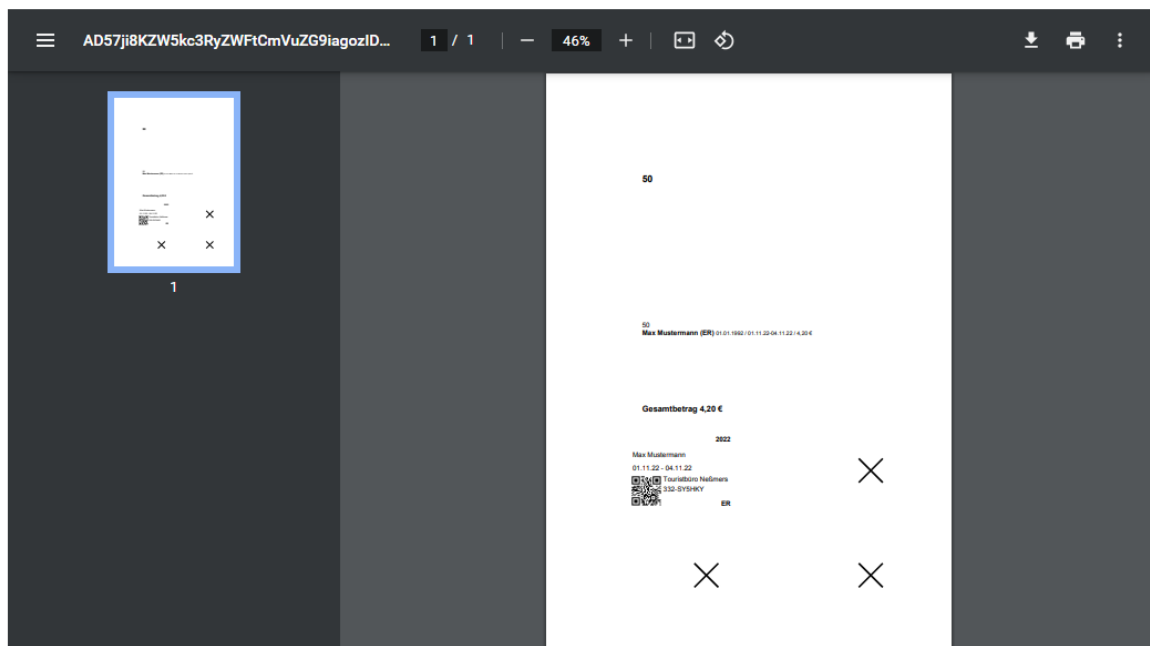 AD57ji8KZW5kc3RyZWFtCmVuZG9iagozID...
1 / 1
46%
1
50
50
Max Mustermann (ER) 01.01.1992 / 01.11.22-04.11.22 / 4,20 €
Gesamtbetrag 4,20 €
2022
Max Mustermann
01.11.22 - 04.11.22
Touristbüro Neßmers
332-SY5HKY
ER